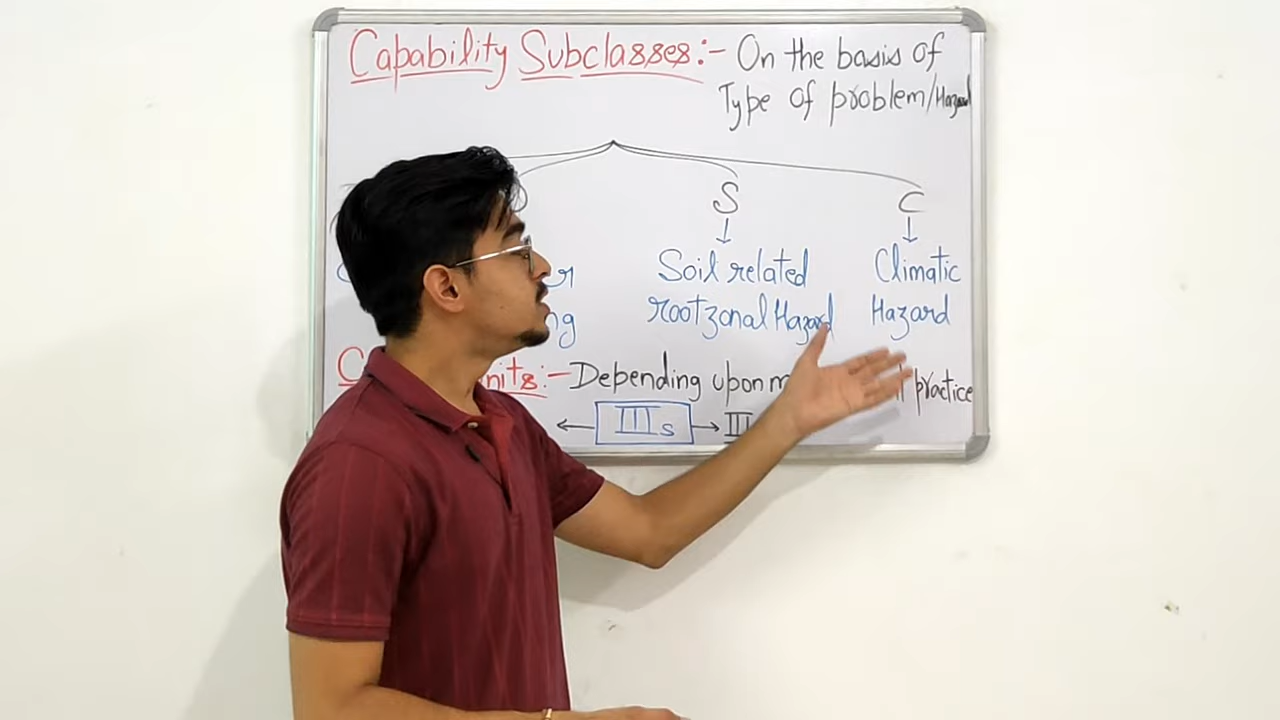 Capability Subclasses:- On the basis of
Type of problem/Hazard
S C
Soil related Climatic
rootzonal Hazard Hazard
Depending upon practice
IIIs III